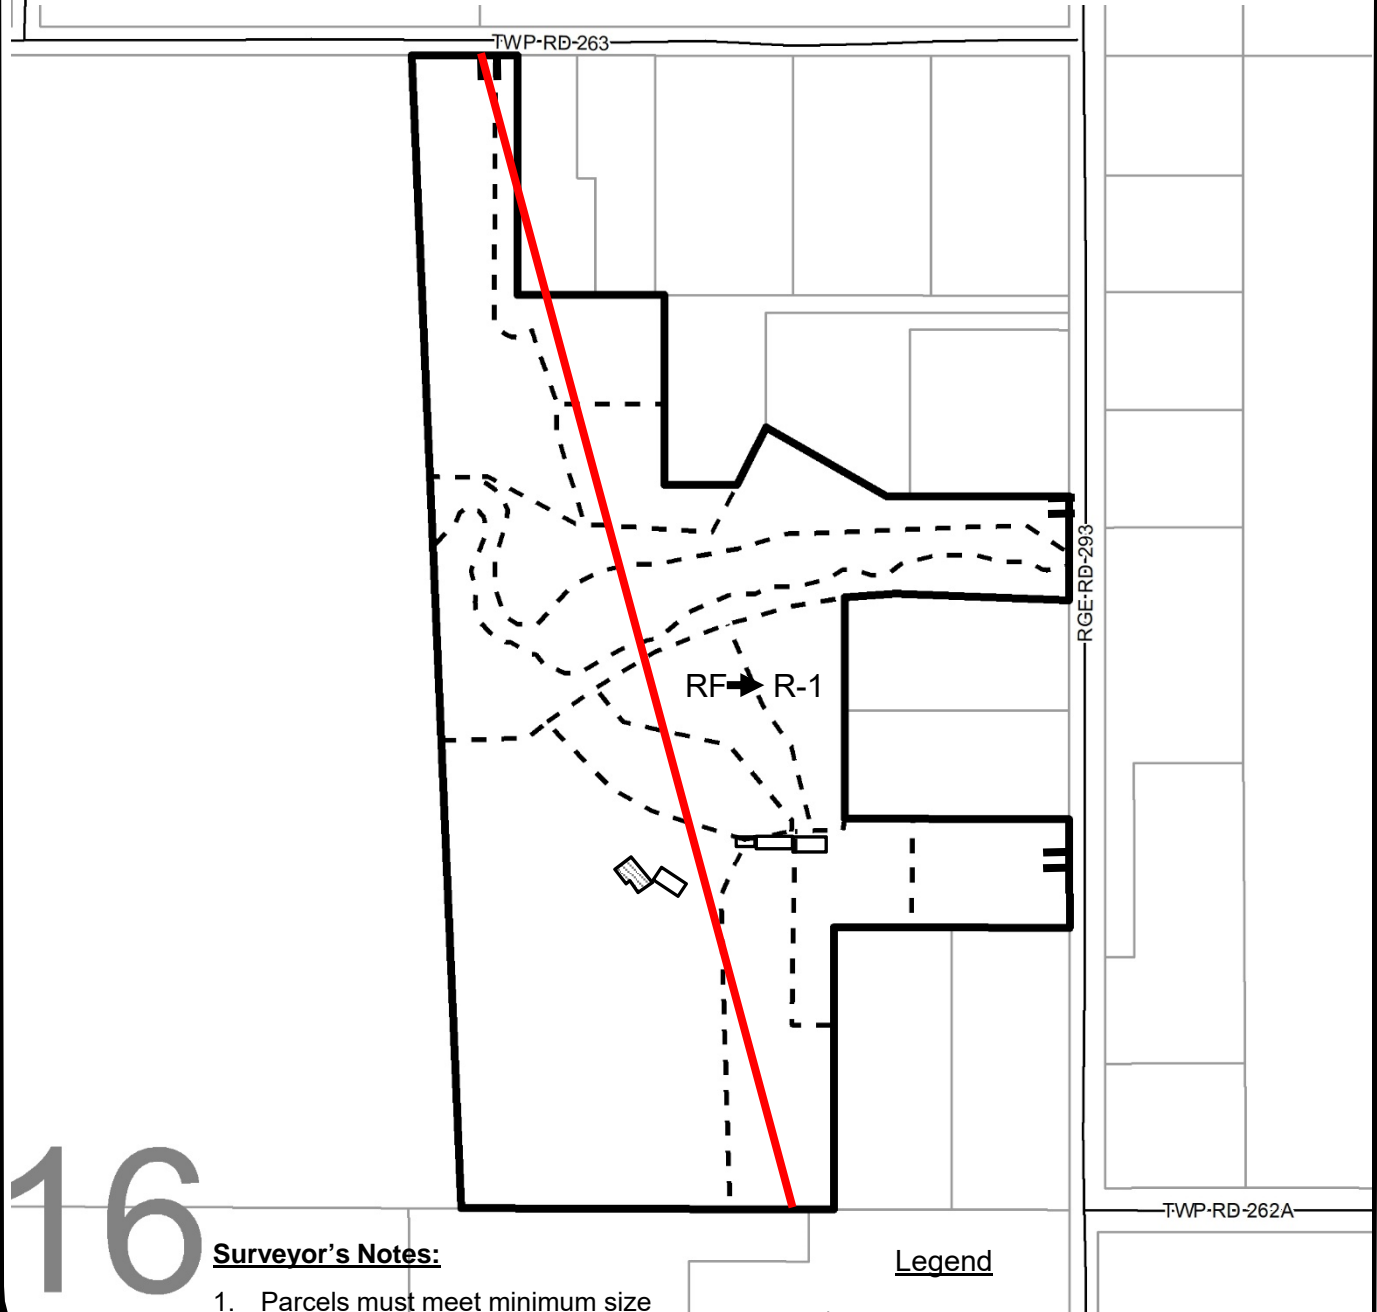 TWP-RD-263
RGE-RD-293
RF R-1
TWP-RD-262A
16
Surveyor’s Notes:
1. Parcels must meet minimum size
Legend